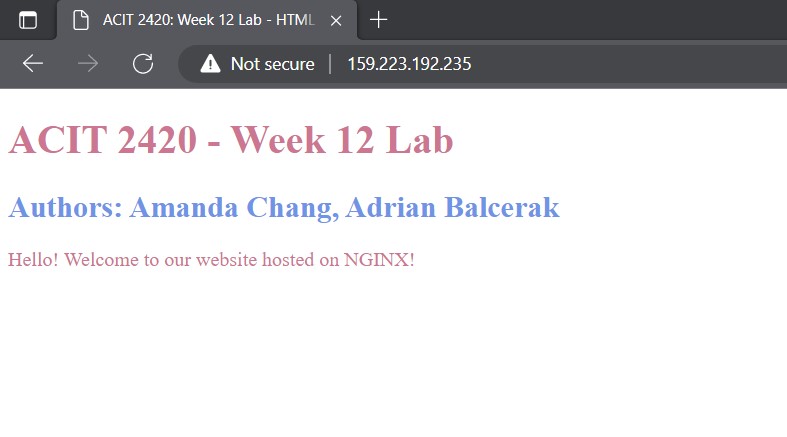 ACIT 2420: Week 12 Lab - HTML
Not secure | 159.223.192.235
ACIT 2420 - Week 12 Lab
Authors: Amanda Chang, Adrian Balcerak
Hello! Welcome to our website hosted on NGINX!